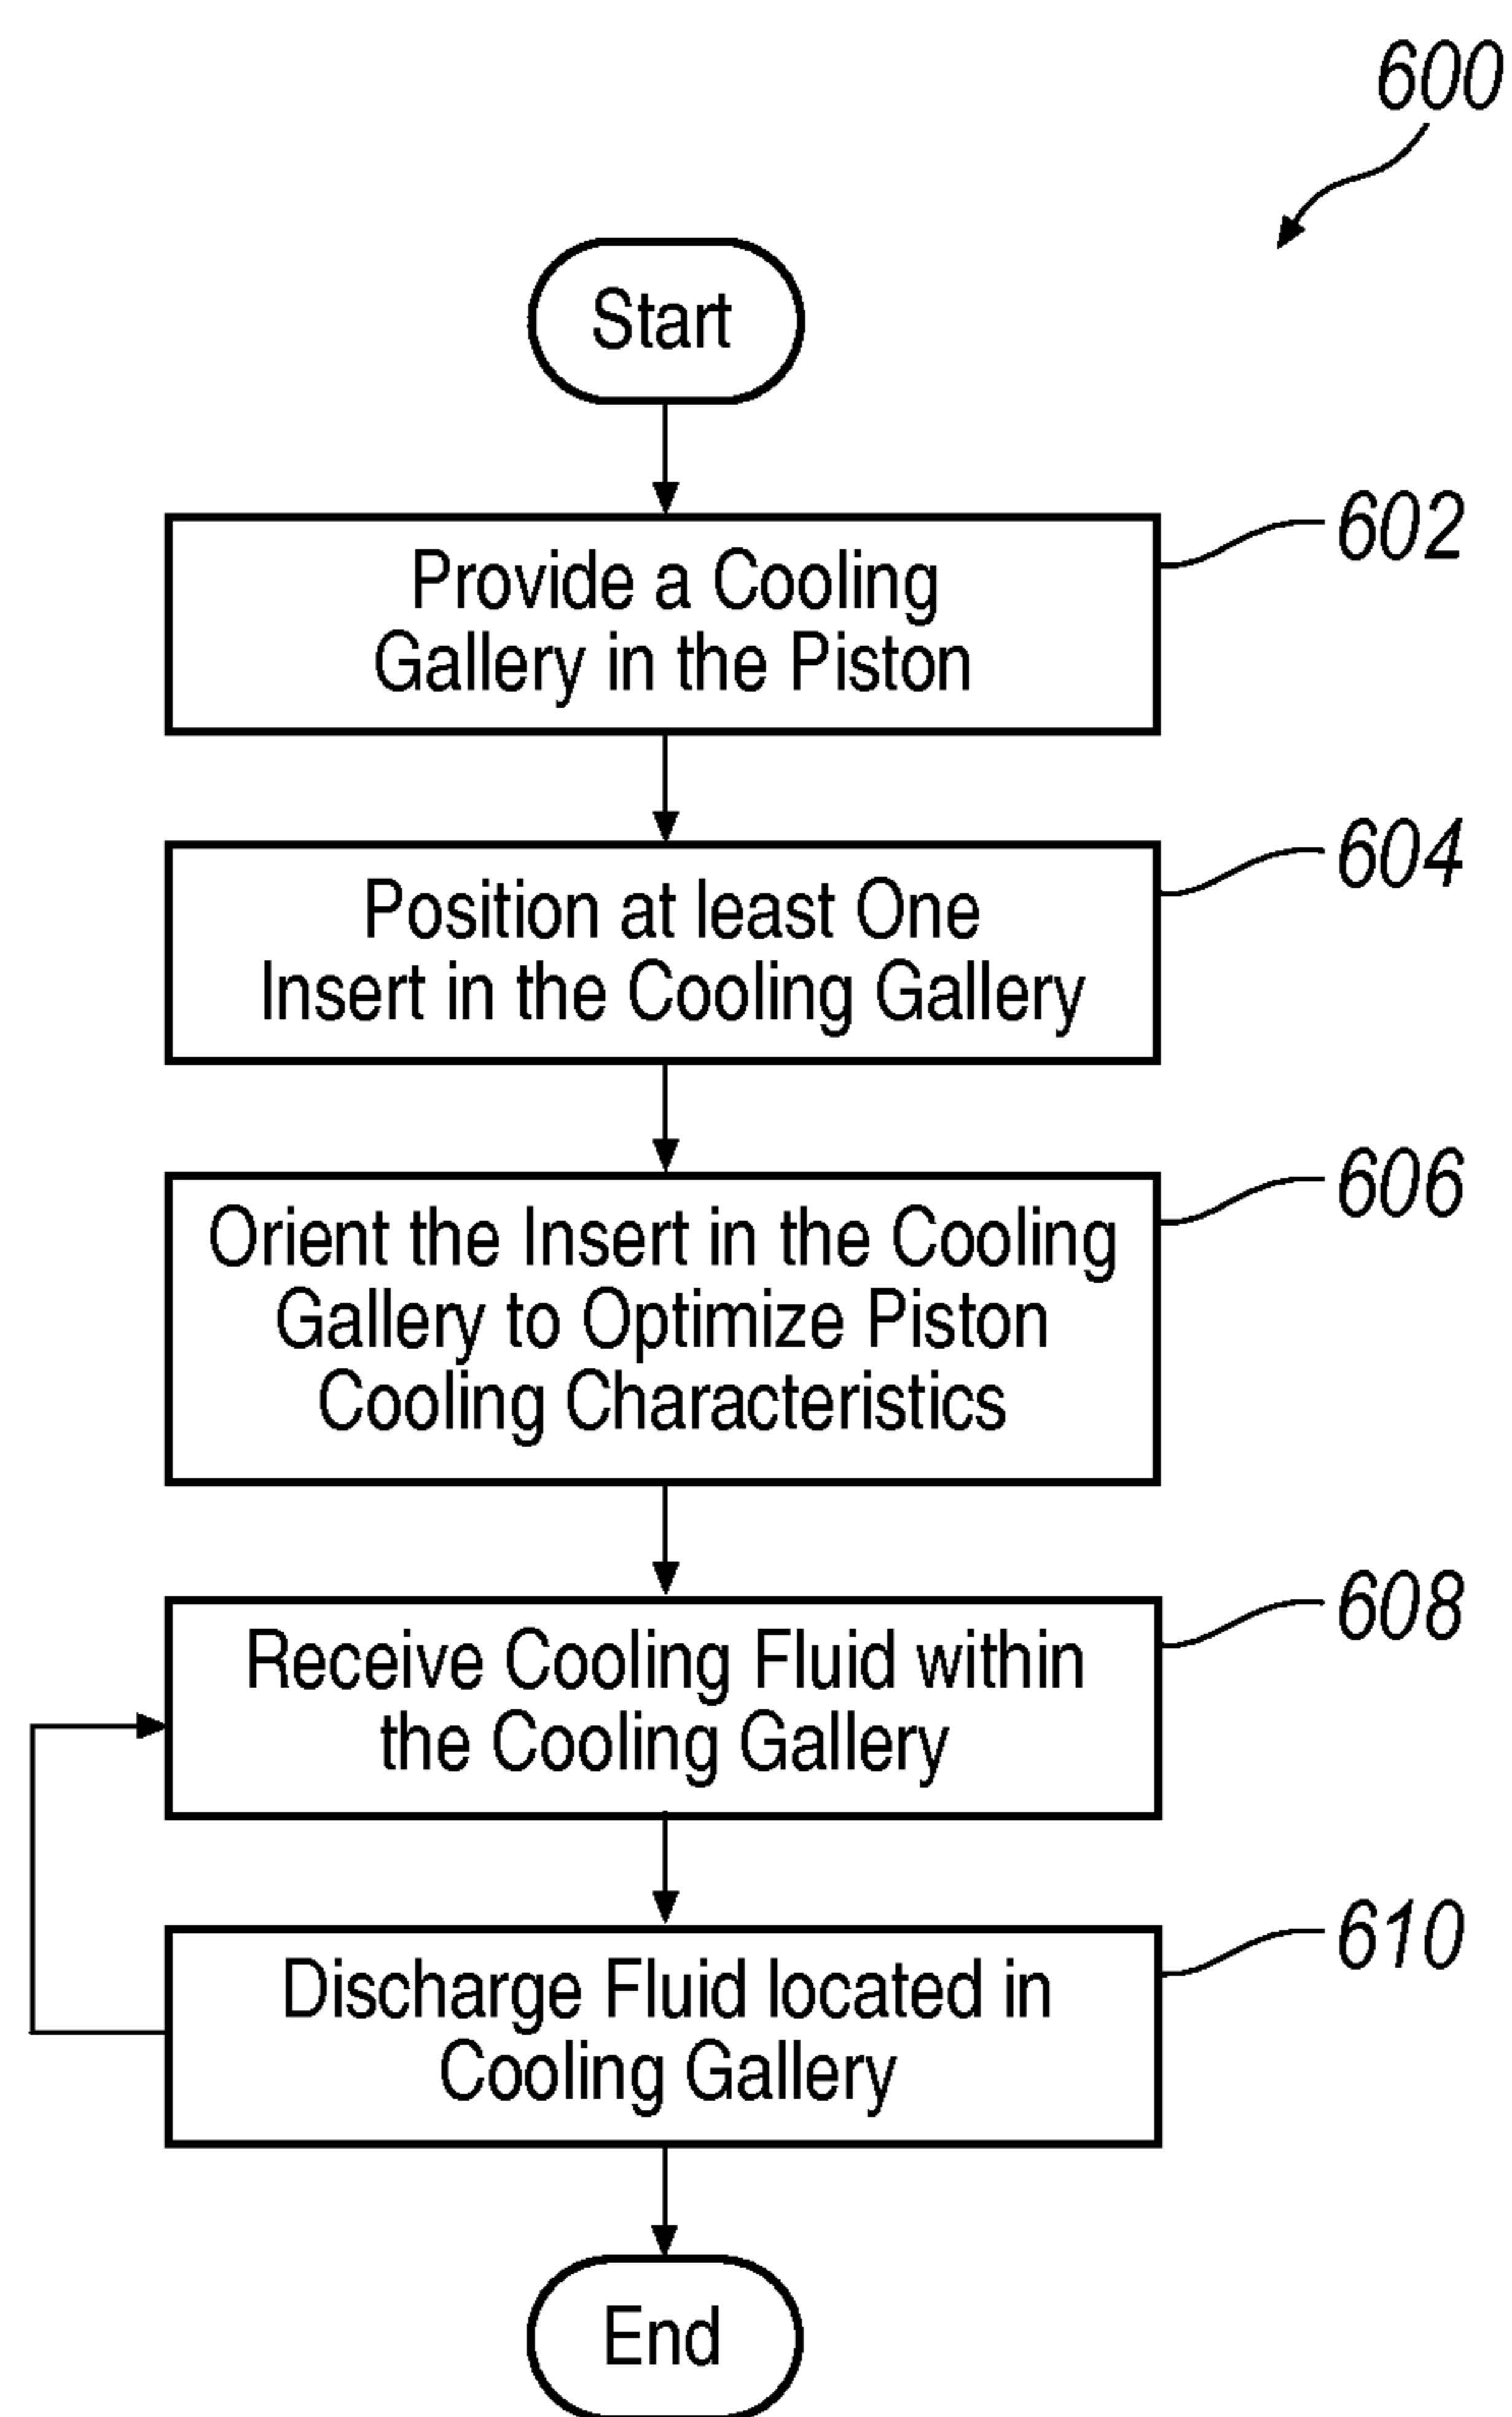 600
Start
602
Provide a Cooling
Gallery in the Piston
604
Position at least One
Insert in the Cooling Gallery
606
Orient the Insert in the Cooling
Gallery to Optimize Piston
Cooling Characteristics
608
Receive Cooling Fluid within
the Cooling Gallery
610
Discharge Fluid located in
Cooling Gallery
End